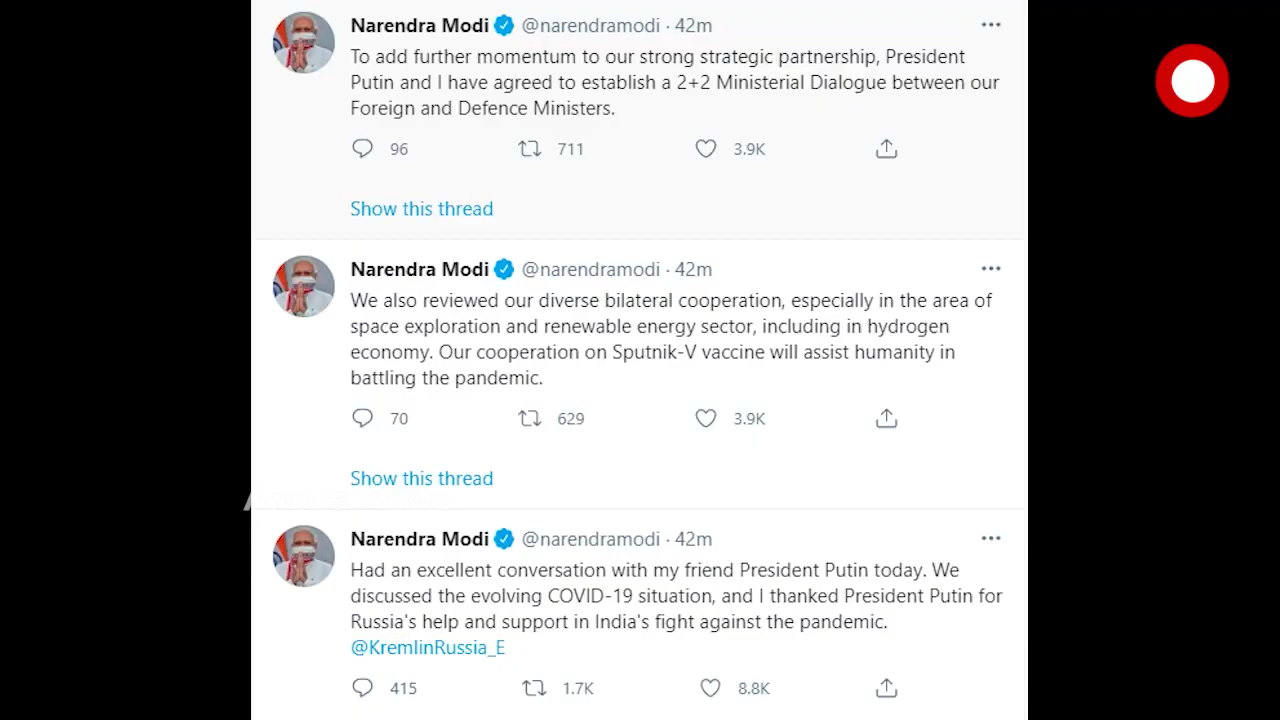 Narendra Modi @narendramodi · 42m
To add further momentum to our strong strategic partnership, President
Putin and I have agreed to establish a 2+2 Ministerial Dialogue between our
Foreign and Defence Ministers.
96 711 3.9K
Show this thread
Narendra Modi @narendramodi · 42m
We also reviewed our diverse bilateral cooperation, especially in the area of
space exploration and renewable energy sector, including in hydrogen
economy. Our cooperation on Sputnik-V vaccine will assist humanity in
battling the pandemic.
70 629 3.9K
Show this thread
Narendra Modi @narendramodi · 42m
Had an excellent conversation with my friend President Putin today. We
discussed the evolving COVID-19 situation, and I thanked President Putin for
Russia's help and support in India's fight against the pandemic.
@KremlinRussia_E
415 1.7K 8.8K